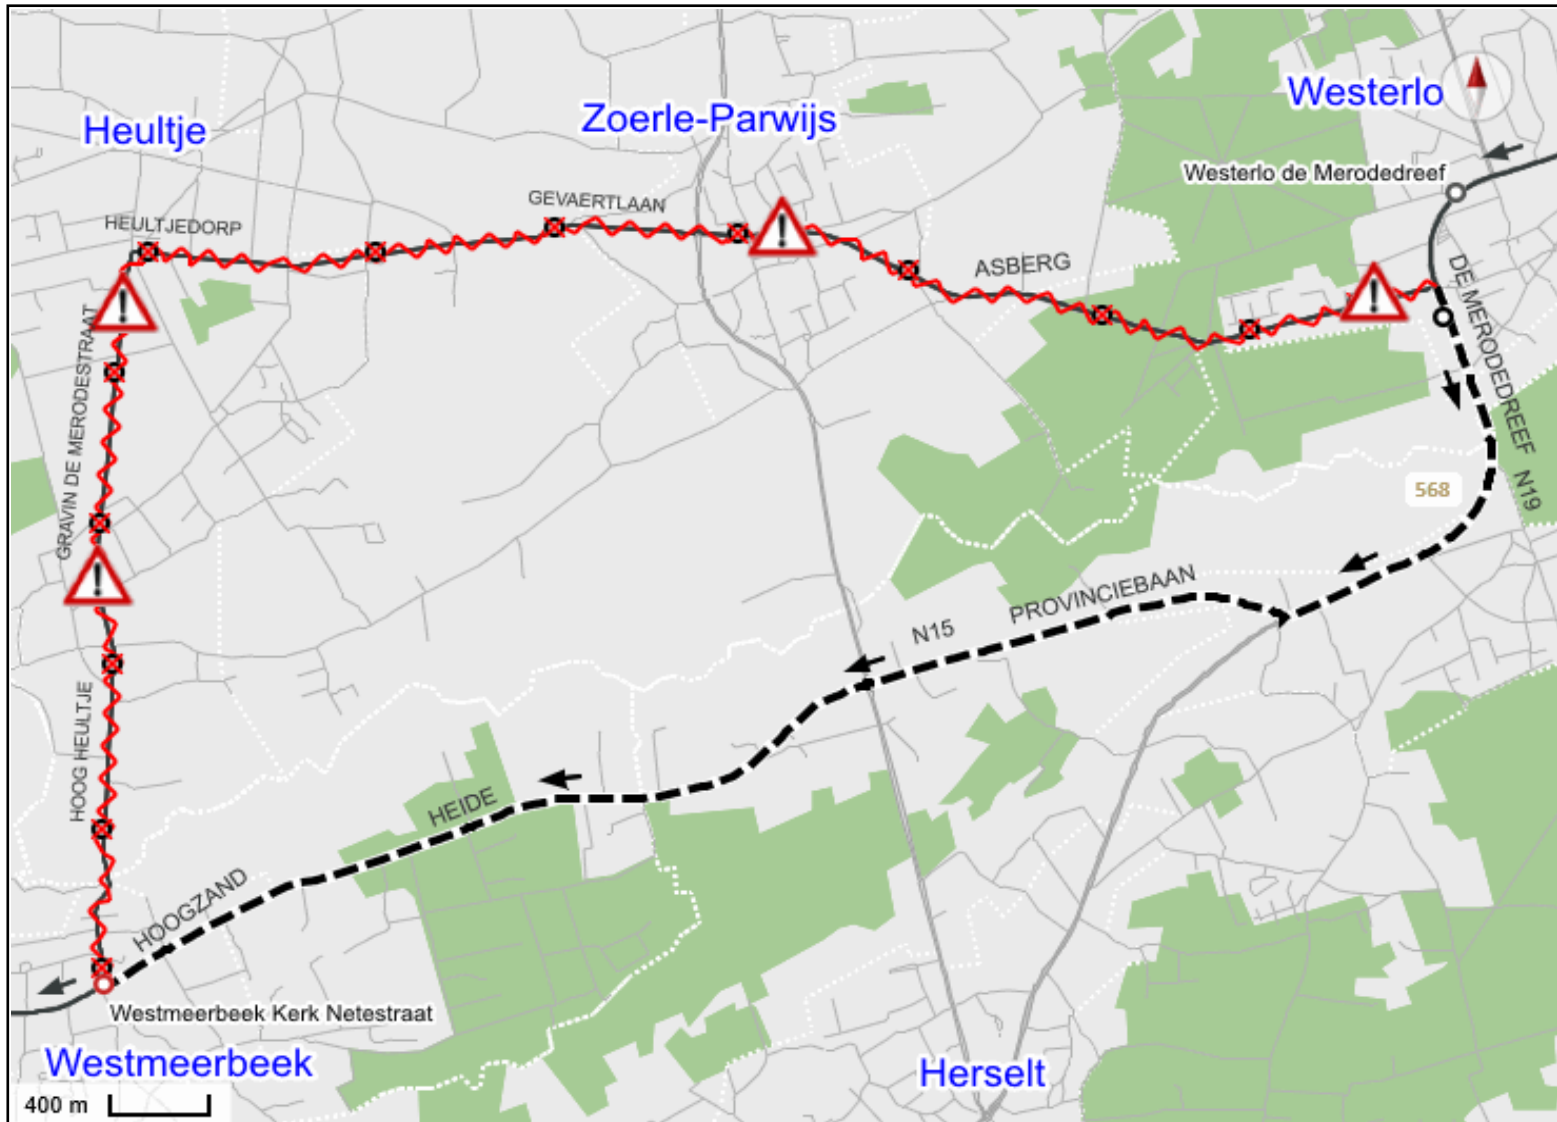 Westerlo
Zoerle-Parwijs
Heultje
Westerlo de Merodedreef
GEVAERTLAAN
HEULTJEDORP
ASBERG
DE MERODEDREEF N19
GRAVIN DE MERODESTRAAT
568
PROVINCIEBAAN
N15
HOOG HEULTJE
HEIDE
HOOGZAND
Westmeerbeek Kerk Netestraat
Westmeerbeek
Herselt
400 m